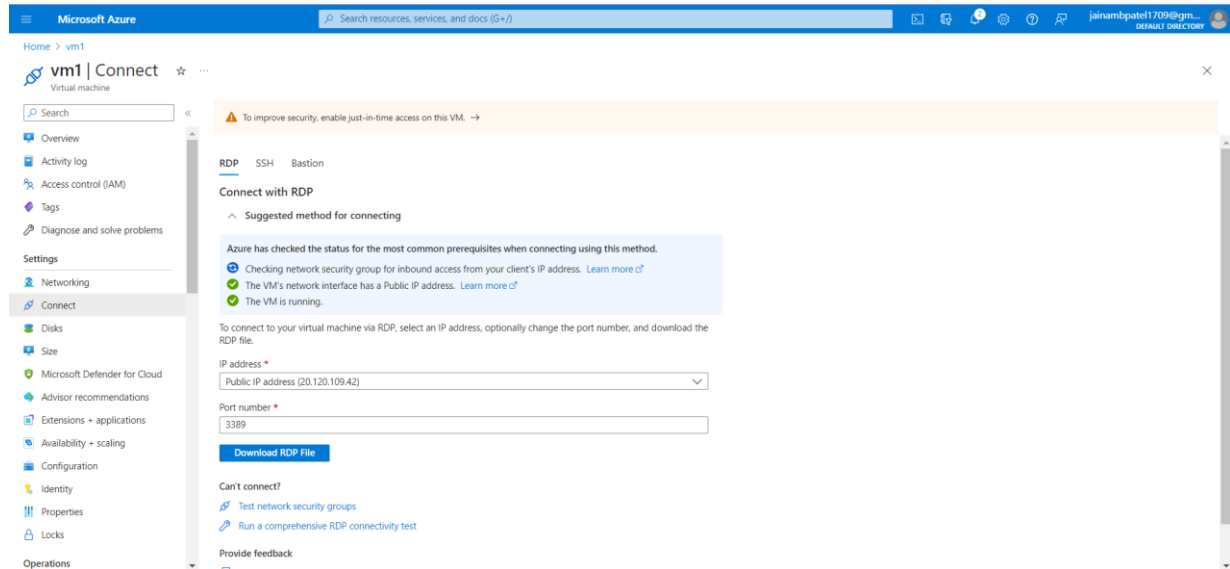 Microsoft Azure
Search resources, services, and docs (G+/)
jainambpatel1709@gm...
DEFAULT DIRECTORY
Home > vm1
vm1 | Connect
Virtual machine
Search
Overview
Activity log
Access control (IAM)
Tags
Diagnose and solve problems
Settings
Networking
Connect
Disks
Size
Microsoft Defender for Cloud
Advisor recommendations
Extensions + applications
Availability + scaling
Configuration
Identity
Properties
Locks
Operations
To improve security, enable just-in-time access on this VM. →
RDP SSH Bastion
Connect with RDP
Suggested method for connecting
Azure has checked the status for the most common prerequisites when connecting using this method.
Checking network security group for inbound access from your client's IP address. Learn more
The VM's network interface has a Public IP address. Learn more
The VM is running.
To connect to your virtual machine via RDP, select an IP address, optionally change the port number, and download the
RDP file.
IP address *
Public IP address (20.120.109.42)
Port number *
3389
Download RDP File
Can't connect?
Test network security groups
Run a comprehensive RDP connectivity test
Provide feedback